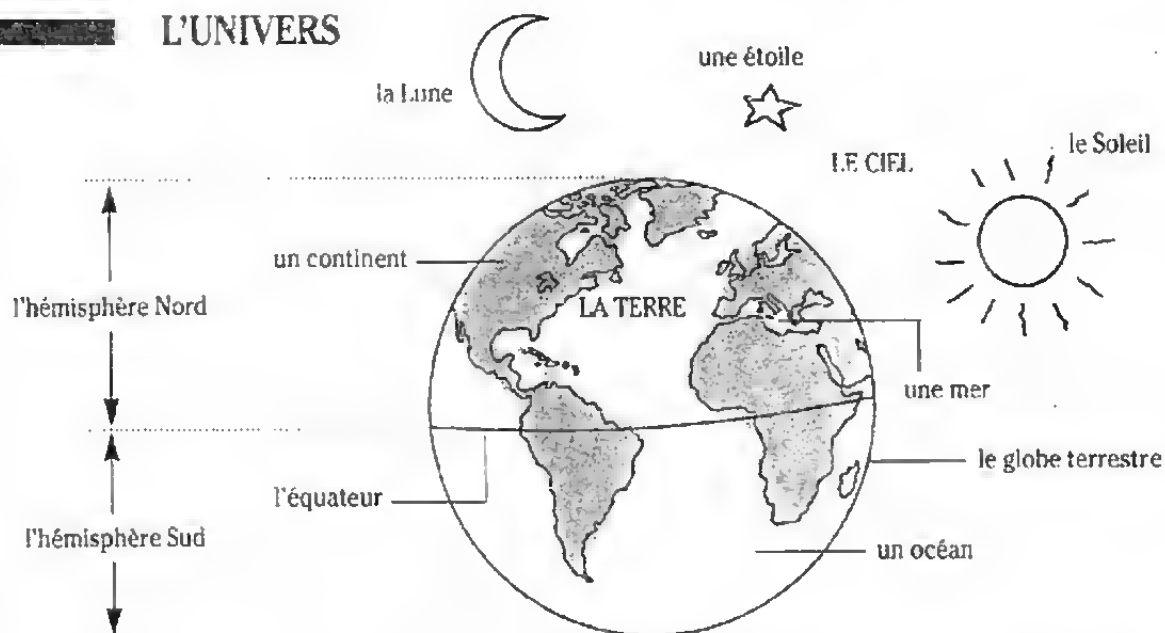 L'UNIVERS
une étoile
la Lune
le Soleil
LE CIEL
un continent
l'hémisphère Nord
LA TERRE
une mer
le globe terrestre
l'équateur
l'hémisphère Sud
un océan